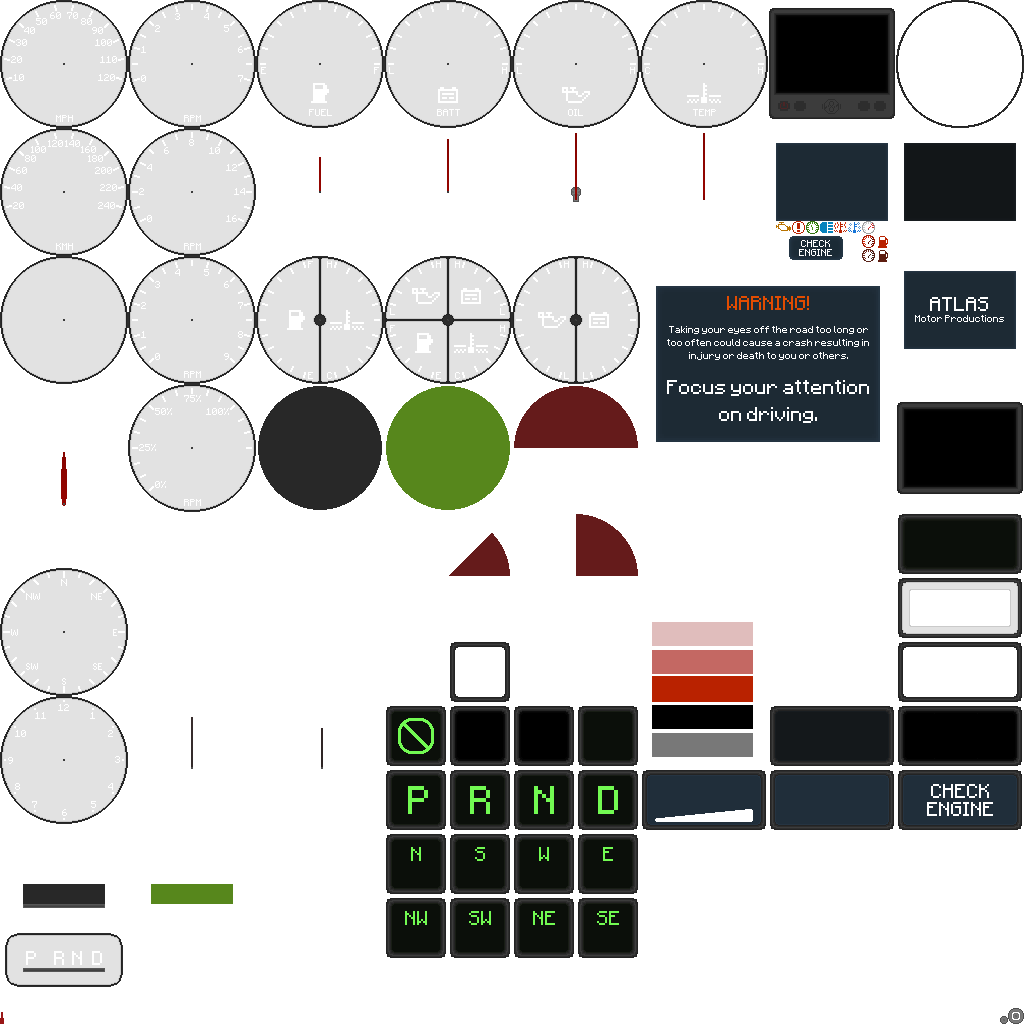 10 20 30 40 50 60 70 80 90 100 110 120
MPH
0 1 2 3 4 5 6 7
RPM
E F
FUEL
BATT
OIL
TEMP
20 40 60 80 100 120 140 160 180 200 220 240
KMH
0 2 4 6 8 10 12 14 16
RPM
CHECK
ENGINE
0 1 2 3 4 5 6 7 8 9
RPM
WARNING!
Taking your eyes off the road too long or
too often could cause a crash resulting in
injury or death to you or others.
Focus your attention
on driving.
ATLAS
Motor Productions
0% 25% 50% 75% 100%
RPM
N NE E SE S SW W NW
12 1 2 3 4 5 6 7 8 9 10 11
P R N D
CHECK
ENGINE
N S W E
NW SW NE SE
P R N D